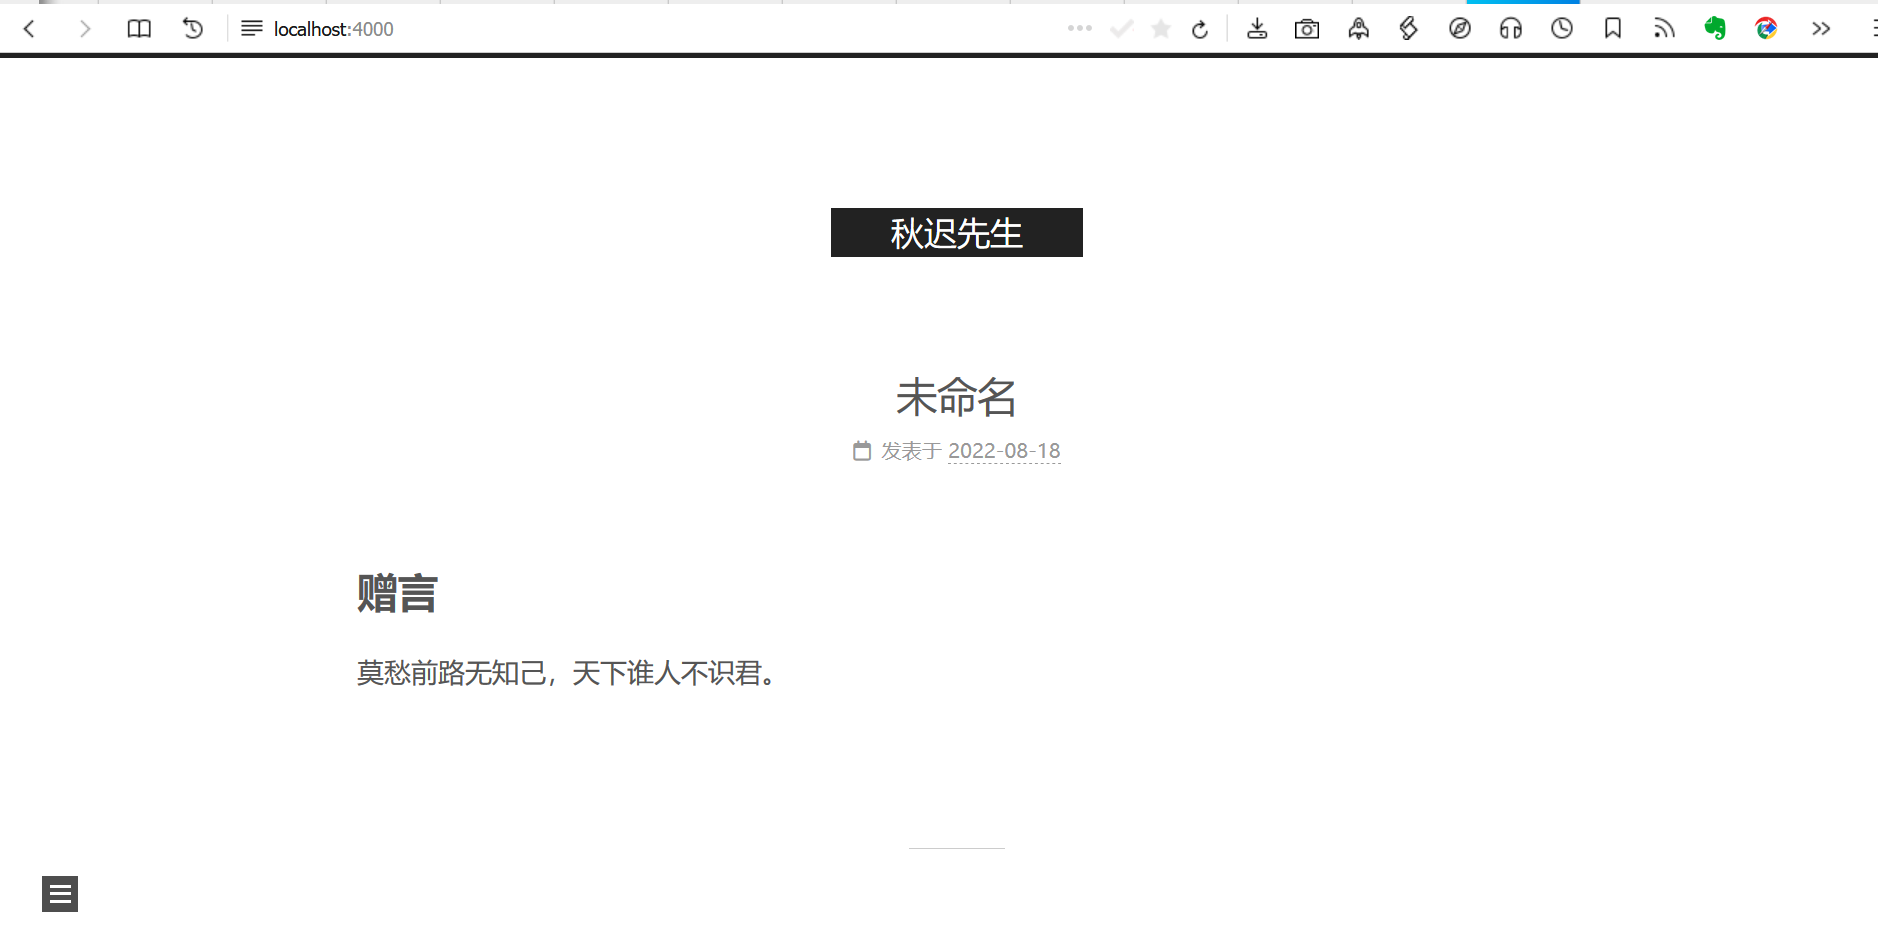 localhost:4000
秋迟先生
未命名
发表于 2022-08-18
赠言
莫愁前路无知己，天下谁人不识君。